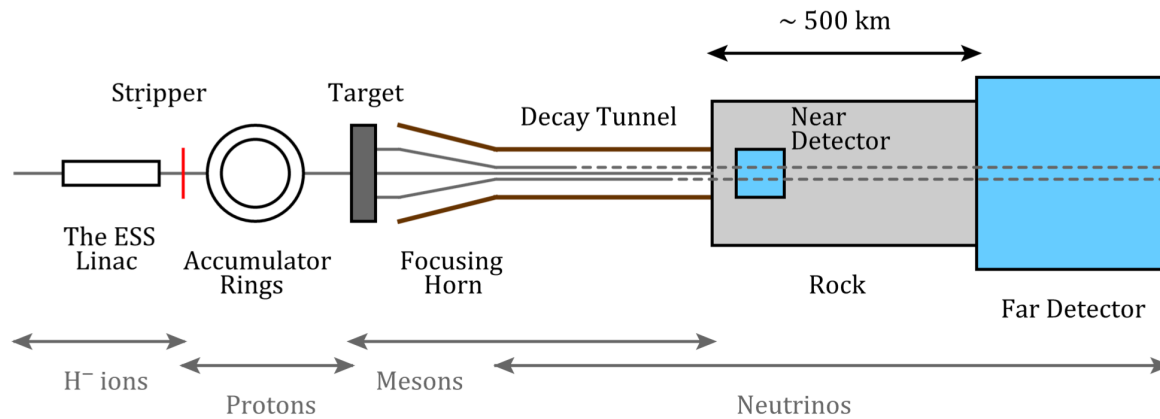 ~ 500 km
Stripper
Target
Decay Tunnel
Near
Detector
The ESS
Linac
Accumulator
Rings
Focusing
Horn
Rock
Far Detector
H⁻ ions
Protons
Mesons
Neutrinos